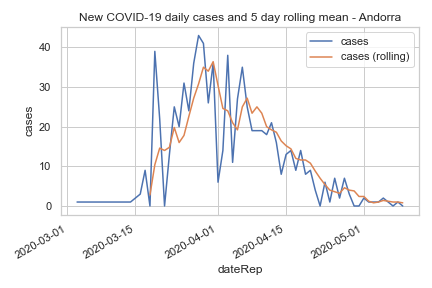 New COVID-19 daily cases and 5 day rolling mean - Andorra
cases
cases (rolling)
40
30
20
10
0
cases
2020-03-01
2020-03-15
2020-04-01
2020-04-15
2020-05-01
dateRep